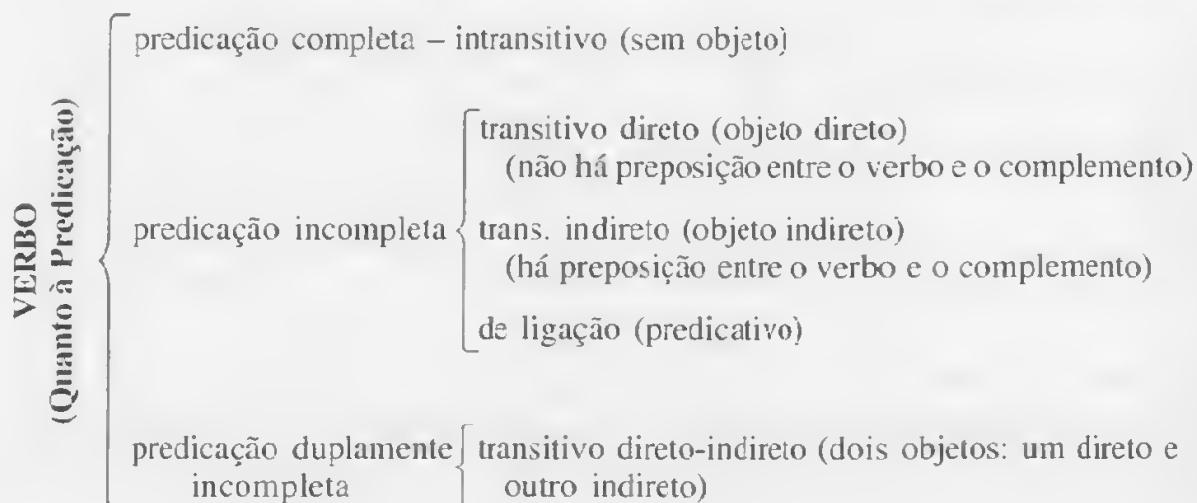 VERBO
(Quanto à Predicação)
predicação completa – intransitivo (sem objeto)
predicação incompleta
transitivo direto (objeto direto)
(não há preposição entre o verbo e o complemento)
trans. indireto (objeto indireto)
(há preposição entre o verbo e o complemento)
de ligação (predicativo)
predicação duplamente
incompleta
transitivo direto-indireto (dois objetos: um direto e
outro indireto)